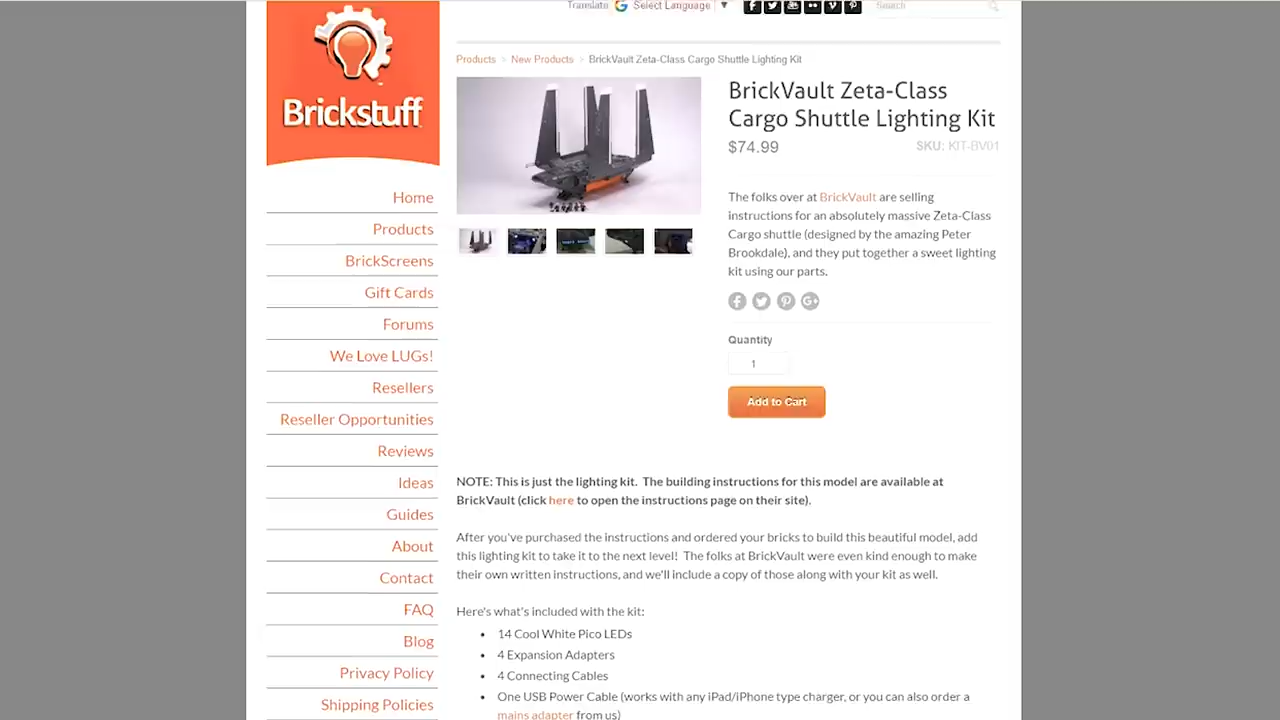 Translate
Select Language ▼
Search
Brickstuff
Home
Products
BrickScreens
Gift Cards
Forums
We Love LUGs!
Resellers
Reseller Opportunities
Reviews
Ideas
Guides
About
Contact
FAQ
Blog
Privacy Policy
Shipping Policies
Products > New Products > BrickVault Zeta-Class Cargo Shuttle Lighting Kit
BrickVault Zeta-Class
Cargo Shuttle Lighting Kit
$74.99
SKU: KIT-BV01
The folks over at BrickVault are selling
instructions for an absolutely massive Zeta-Class
Cargo shuttle (designed by the amazing Peter
Brookdale), and they put together a sweet lighting
kit using our parts.
Quantity
1
Add to Cart
NOTE: This is just the lighting kit. The building instructions for this model are available at
BrickVault (click here to open the instructions page on their site).
After you've purchased the instructions and ordered your bricks to build this beautiful model, add
this lighting kit to take it to the next level! The folks at BrickVault were even kind enough to make
their own written instructions, and we'll include a copy of those along with your kit as well.
Here's what's included with the kit:
• 14 Cool White Pico LEDs
• 4 Expansion Adapters
• 4 Connecting Cables
• One USB Power Cable (works with any iPad/iPhone type charger, or you can also order a
mains adapter from us)